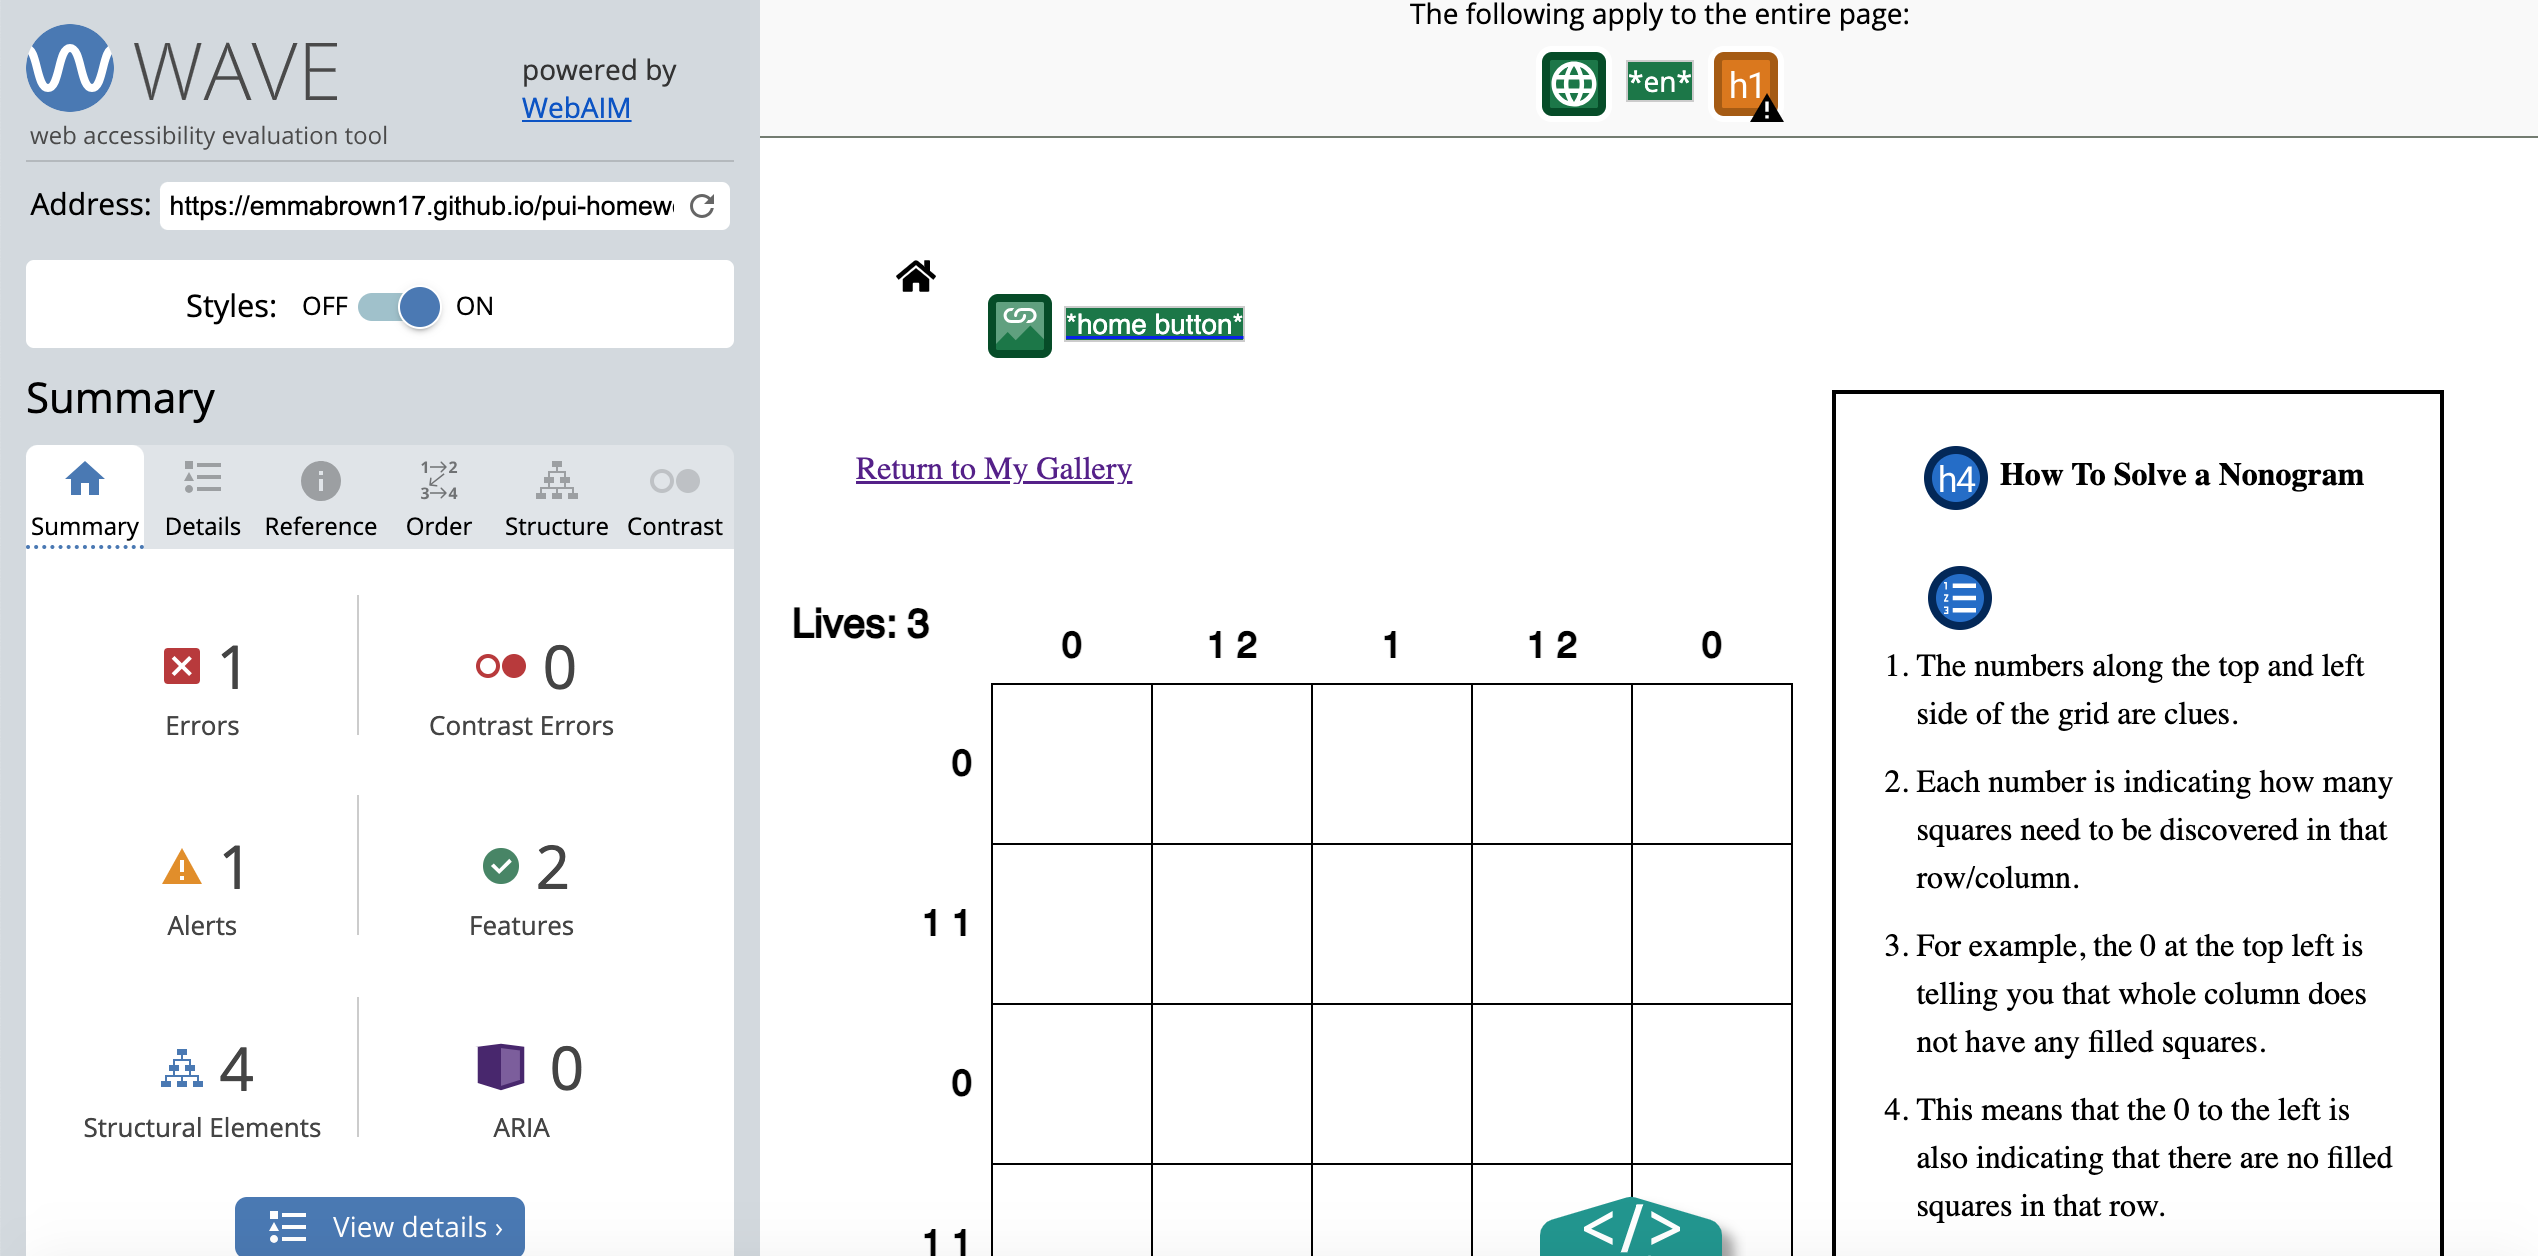 WAVE
powered by
WebAIM
web accessibility evaluation tool
Address: https://emmabrown17.github.io/pui-homew
Styles: OFF ON
Summary
Summary Details Reference Order Structure Contrast
1 Errors
0 Contrast Errors
1 Alerts
2 Features
4 Structural Elements
0 ARIA
View details ›
The following apply to the entire page:
*en* h1
*home button*
Return to My Gallery
Lives: 3
0 1 2 1 1 2 0
0
1 1
0
1 1
</>
h4 How To Solve a Nonogram
1. The numbers along the top and left
side of the grid are clues.
2. Each number is indicating how many
squares need to be discovered in that
row/column.
3. For example, the 0 at the top left is
telling you that whole column does
not have any filled squares.
4. This means that the 0 to the left is
also indicating that there are no filled
squares in that row.